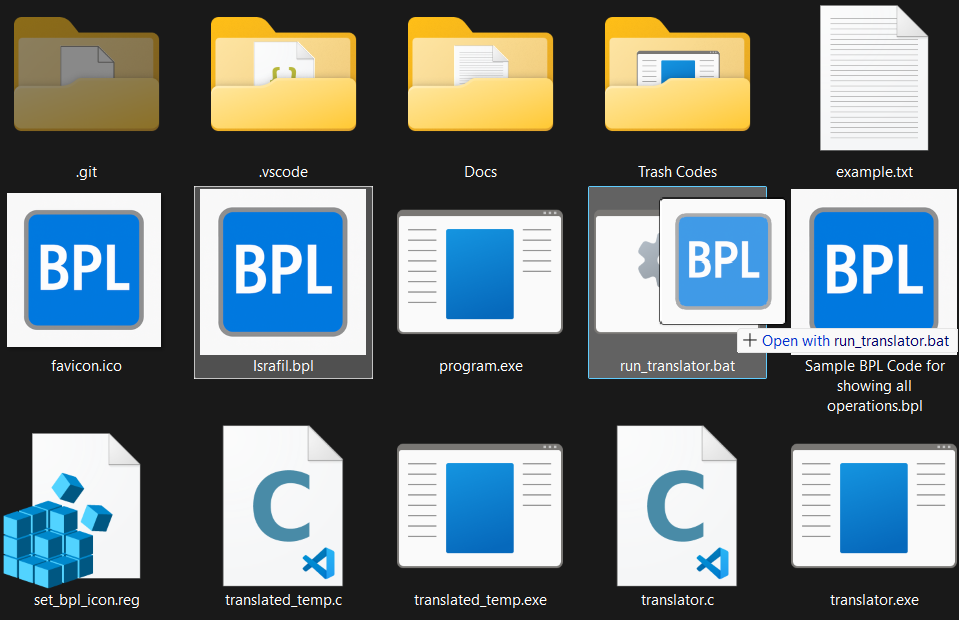 .git
.vscode
Docs
Trash Codes
example.txt
BPL
BPL
BPL
BPL
+ Open with run_translator.bat
favicon.ico
Israfil.bpl
program.exe
run_translator.bat
Sample BPL Code for
showing all
operations.bpl
C
C
set_bpl_icon.reg
translated_temp.c
translated_temp.exe
translator.c
translator.exe